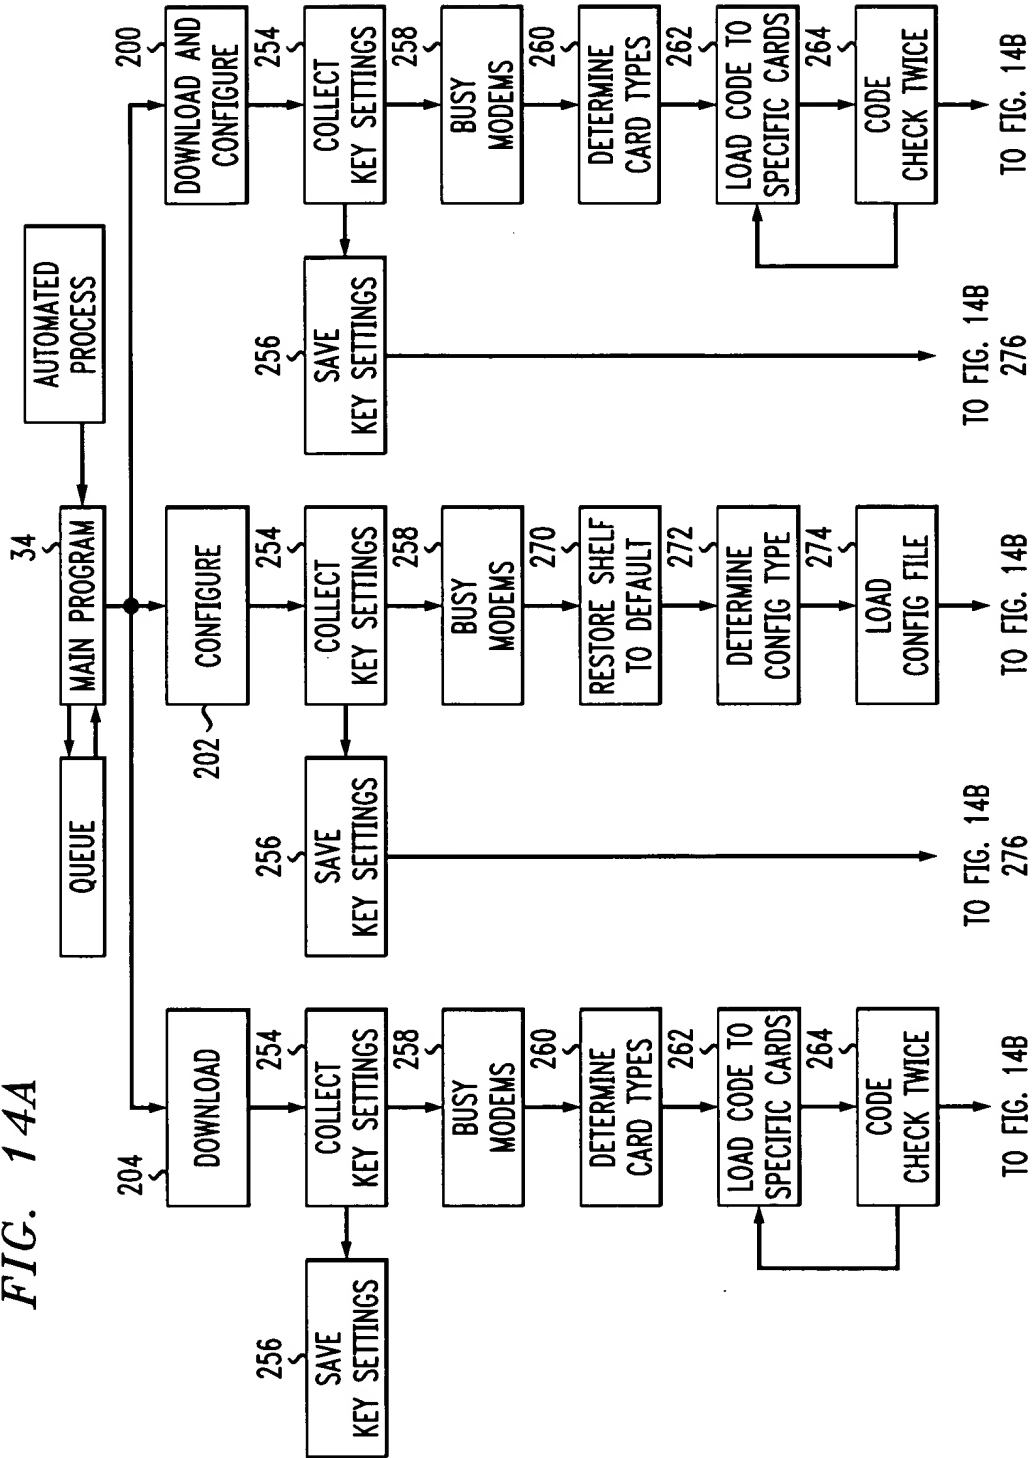 FIG. 14A
QUEUE
34
MAIN PROGRAM
AUTOMATED
PROCESS
204
DOWNLOAD
202
CONFIGURE
200
DOWNLOAD AND
CONFIGURE
256
SAVE
KEY SETTINGS
254
COLLECT
KEY SETTINGS
256
SAVE
KEY SETTINGS
254
COLLECT
KEY SETTINGS
256
SAVE
KEY SETTINGS
254
COLLECT
KEY SETTINGS
258
BUSY
MODEMS
258
BUSY
MODEMS
258
BUSY
MODEMS
260
DETERMINE
CARD TYPES
270
RESTORE SHELF
TO DEFAULT
260
DETERMINE
CARD TYPES
262
LOAD CODE TO
SPECIFIC CARDS
272
DETERMINE
CONFIG TYPE
262
LOAD CODE TO
SPECIFIC CARDS
264
CODE
CHECK TWICE
274
LOAD
CONFIG FILE
264
CODE
CHECK TWICE
TO FIG. 14B
TO FIG. 14B
276
TO FIG. 14B
TO FIG. 14B
276
TO FIG. 14B